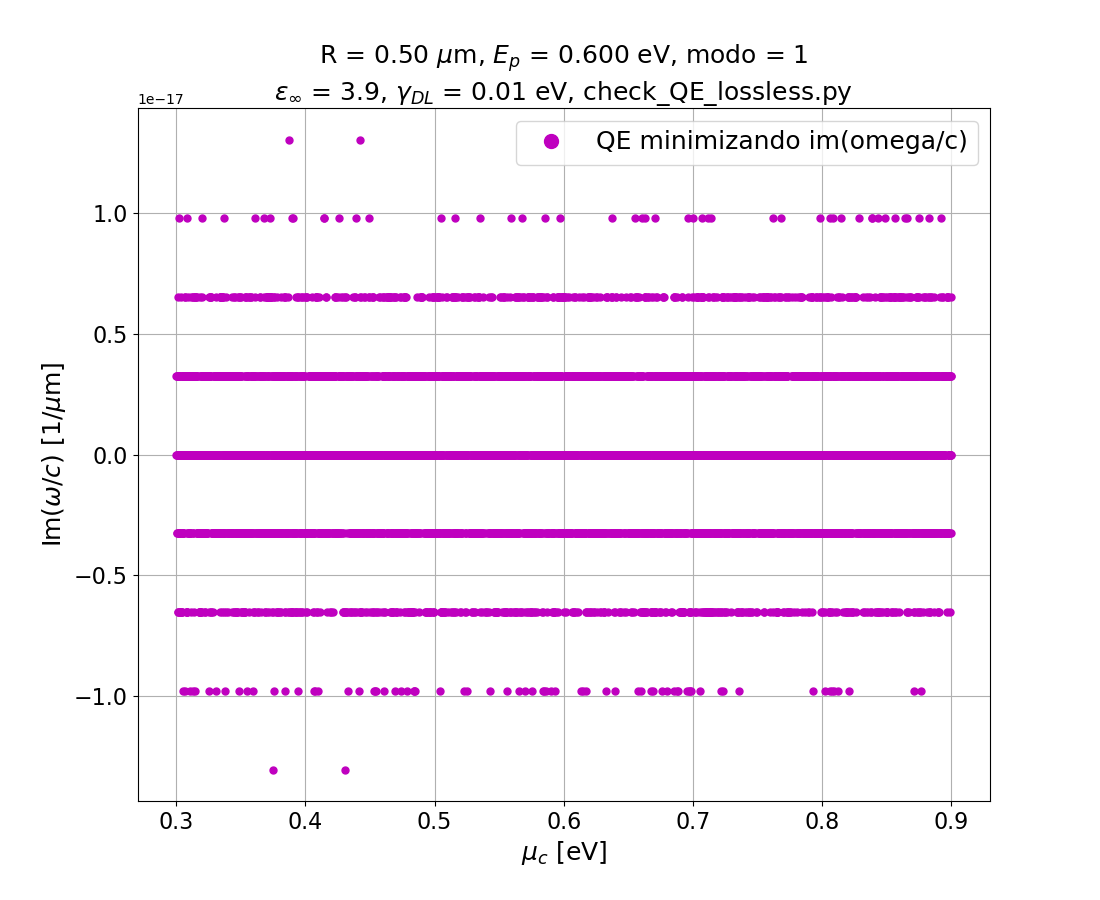 R = 0.50 μm, E_p = 0.600 eV, modo = 1
ε_∞ = 3.9, γ_DL = 0.01 eV, check_QE_lossless.py
1e−17
QE minimizando im(omega/c)
1.0
0.5
0.0
−0.5
−1.0
Im(ω/c) [1/μm]
0.3 0.4 0.5 0.6 0.7 0.8 0.9
μ_c [eV]